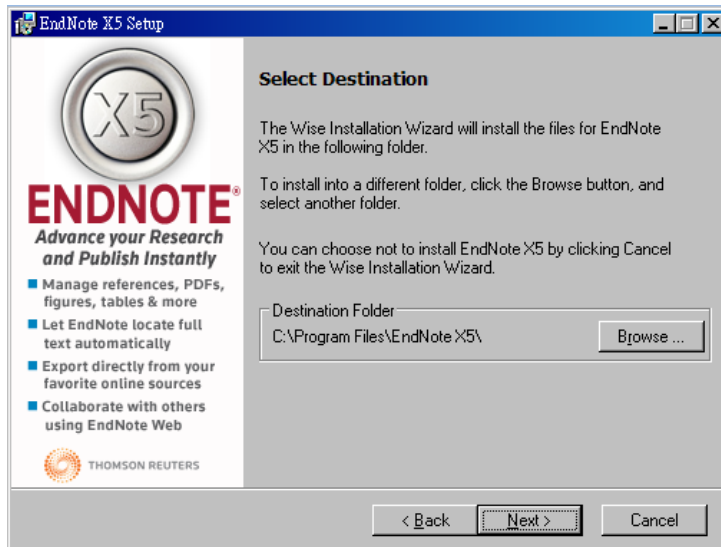 EndNote X5 Setup
X5
ENDNOTE®
Advance your Research
and Publish Instantly
Manage references, PDFs,
figures, tables & more
Let EndNote locate full
text automatically
Export directly from your
favorite online sources
Collaborate with others
using EndNote Web
THOMSON REUTERS
Select Destination
The Wise Installation Wizard will install the files for EndNote
X5 in the following folder.
To install into a different folder, click the Browse button, and
select another folder.
You can choose not to install EndNote X5 by clicking Cancel
to exit the Wise Installation Wizard.
Destination Folder
C:\Program Files\EndNote X5\
Browse ...
< Back
Next >
Cancel